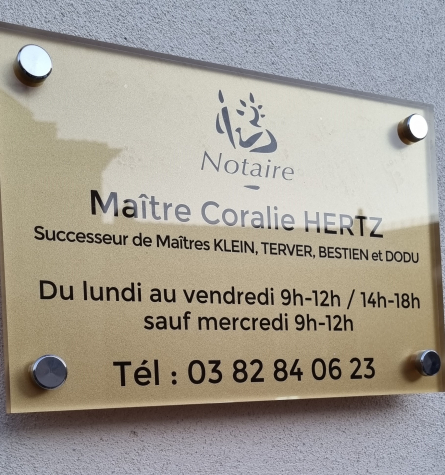 Notaire
Maître Coralie HERTZ
Successeur de Maîtres KLEIN, TERVER, BESTIEN et DODU
Du lundi au vendredi 9h-12h / 14h-18h
sauf mercredi 9h-12h
Tél : 03 82 84 06 23